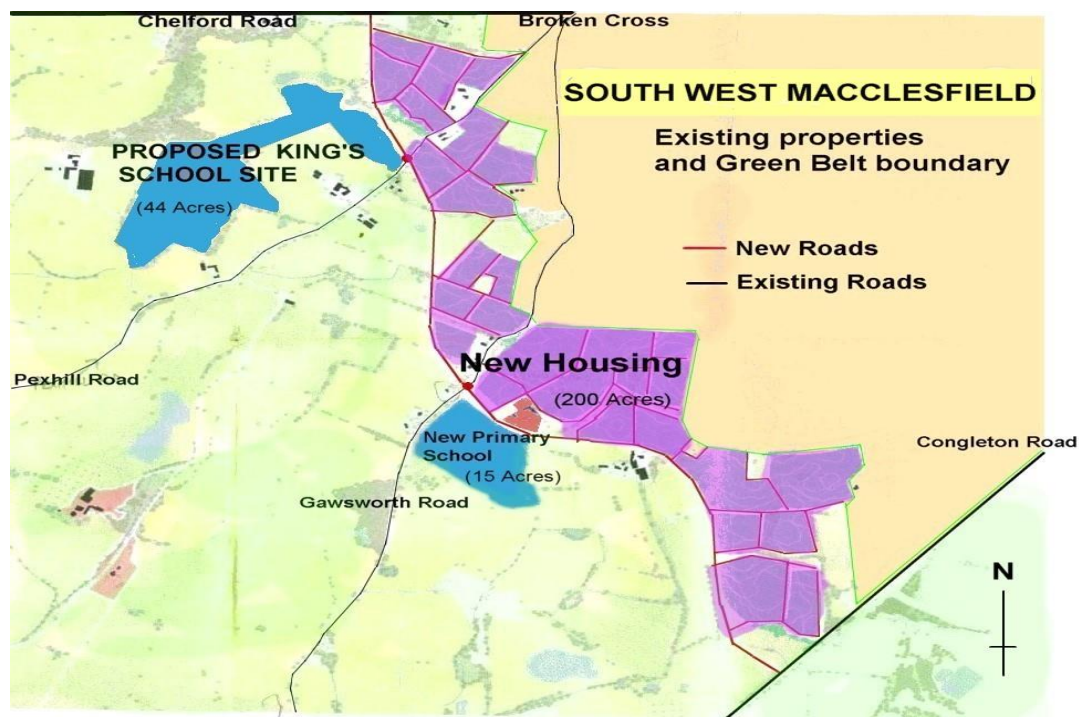 Chelford Road
Broken Cross
SOUTH WEST MACCLESFIELD
Existing properties
and Green Belt boundary
PROPOSED KING'S
SCHOOL SITE
(44 Acres)
New Roads
Existing Roads
New Housing
(200 Acres)
Pexhill Road
New Primary
School
(15 Acres)
Congleton Road
Gawsworth Road
N